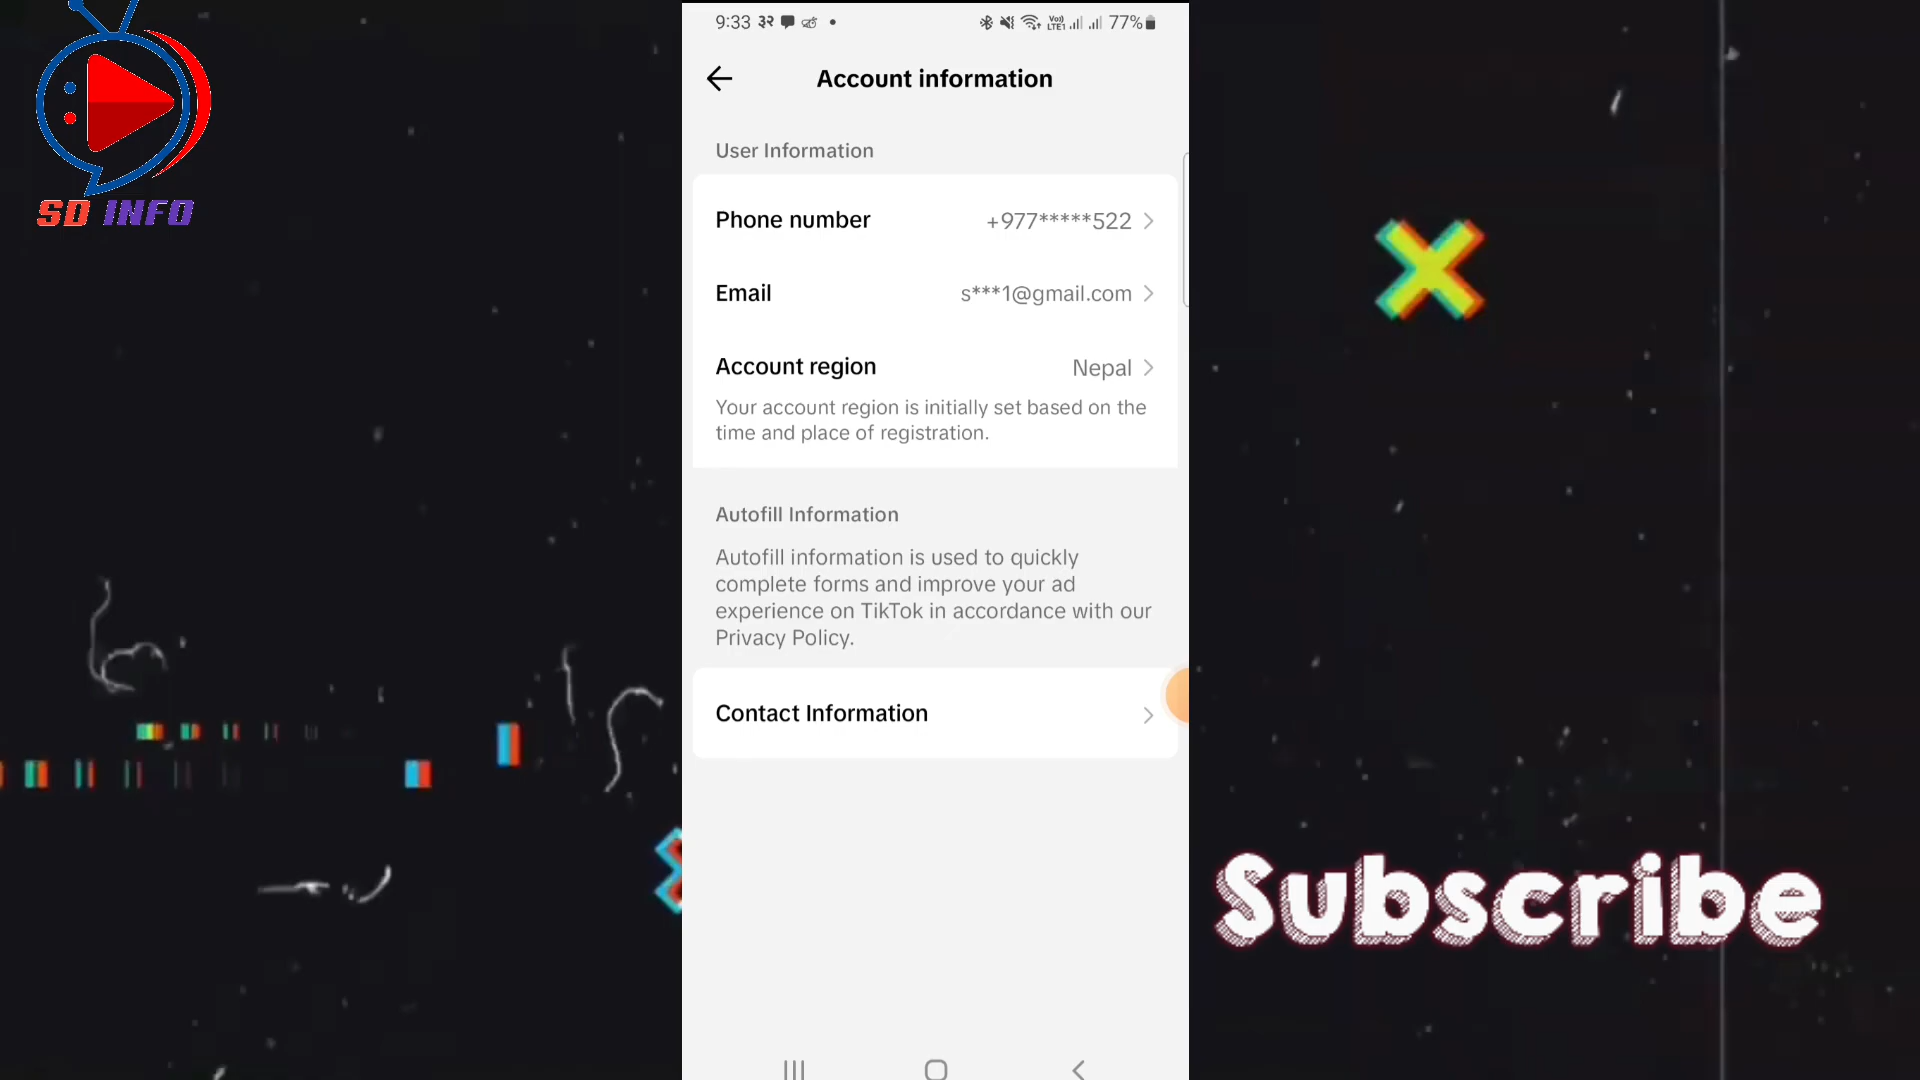 SD INFO
9:33 ३२
Vo))
LTE1
77%
Account information
User Information
Phone number +977*****522
Email s***1@gmail.com
Account region Nepal
Your account region is initially set based on the
time and place of registration.
Autofill Information
Autofill information is used to quickly
complete forms and improve your ad
experience on TikTok in accordance with our
Privacy Policy.
Contact Information
Subscribe